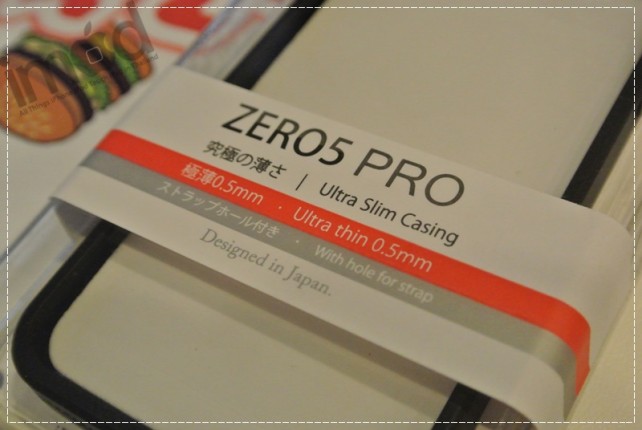 imod
ZERO5 PRO
究極の薄さ | Ultra Slim Casing
極薄0.5mm ・ Ultra thin 0.5mm
ストラップホール付き ・ With hole for strap
Designed in Japan.